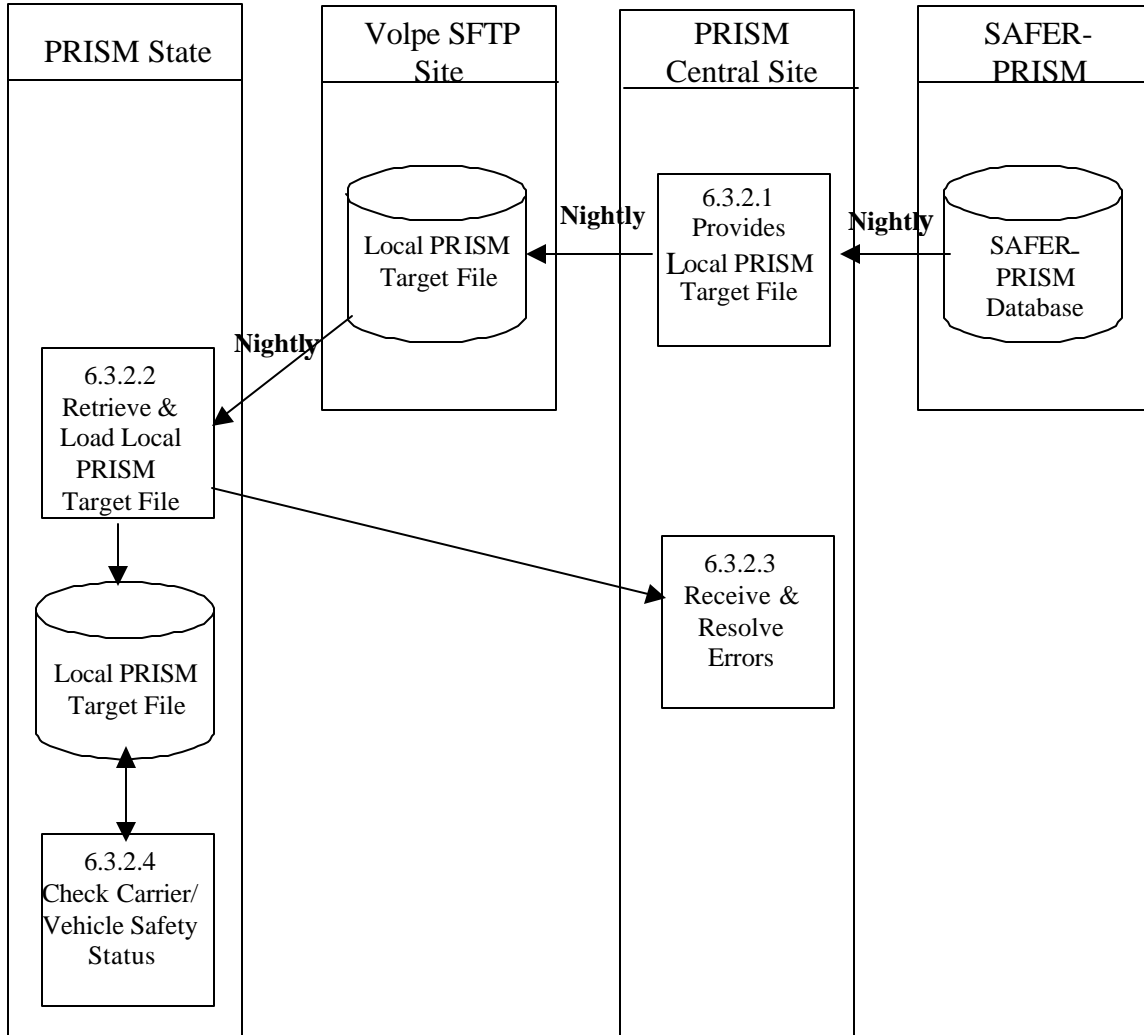 PRISM State
Volpe SFTP
Site
PRISM
Central Site
SAFER-
PRISM
Local PRISM
Target File
Nightly
6.3.2.1
Provides
Local PRISM
Target File
Nightly
SAFER-
PRISM
Database
Nightly
6.3.2.2
Retrieve &
Load Local
PRISM
Target File
6.3.2.3
Receive &
Resolve
Errors
Local PRISM
Target File
6.3.2.4
Check Carrier/
Vehicle Safety
Status